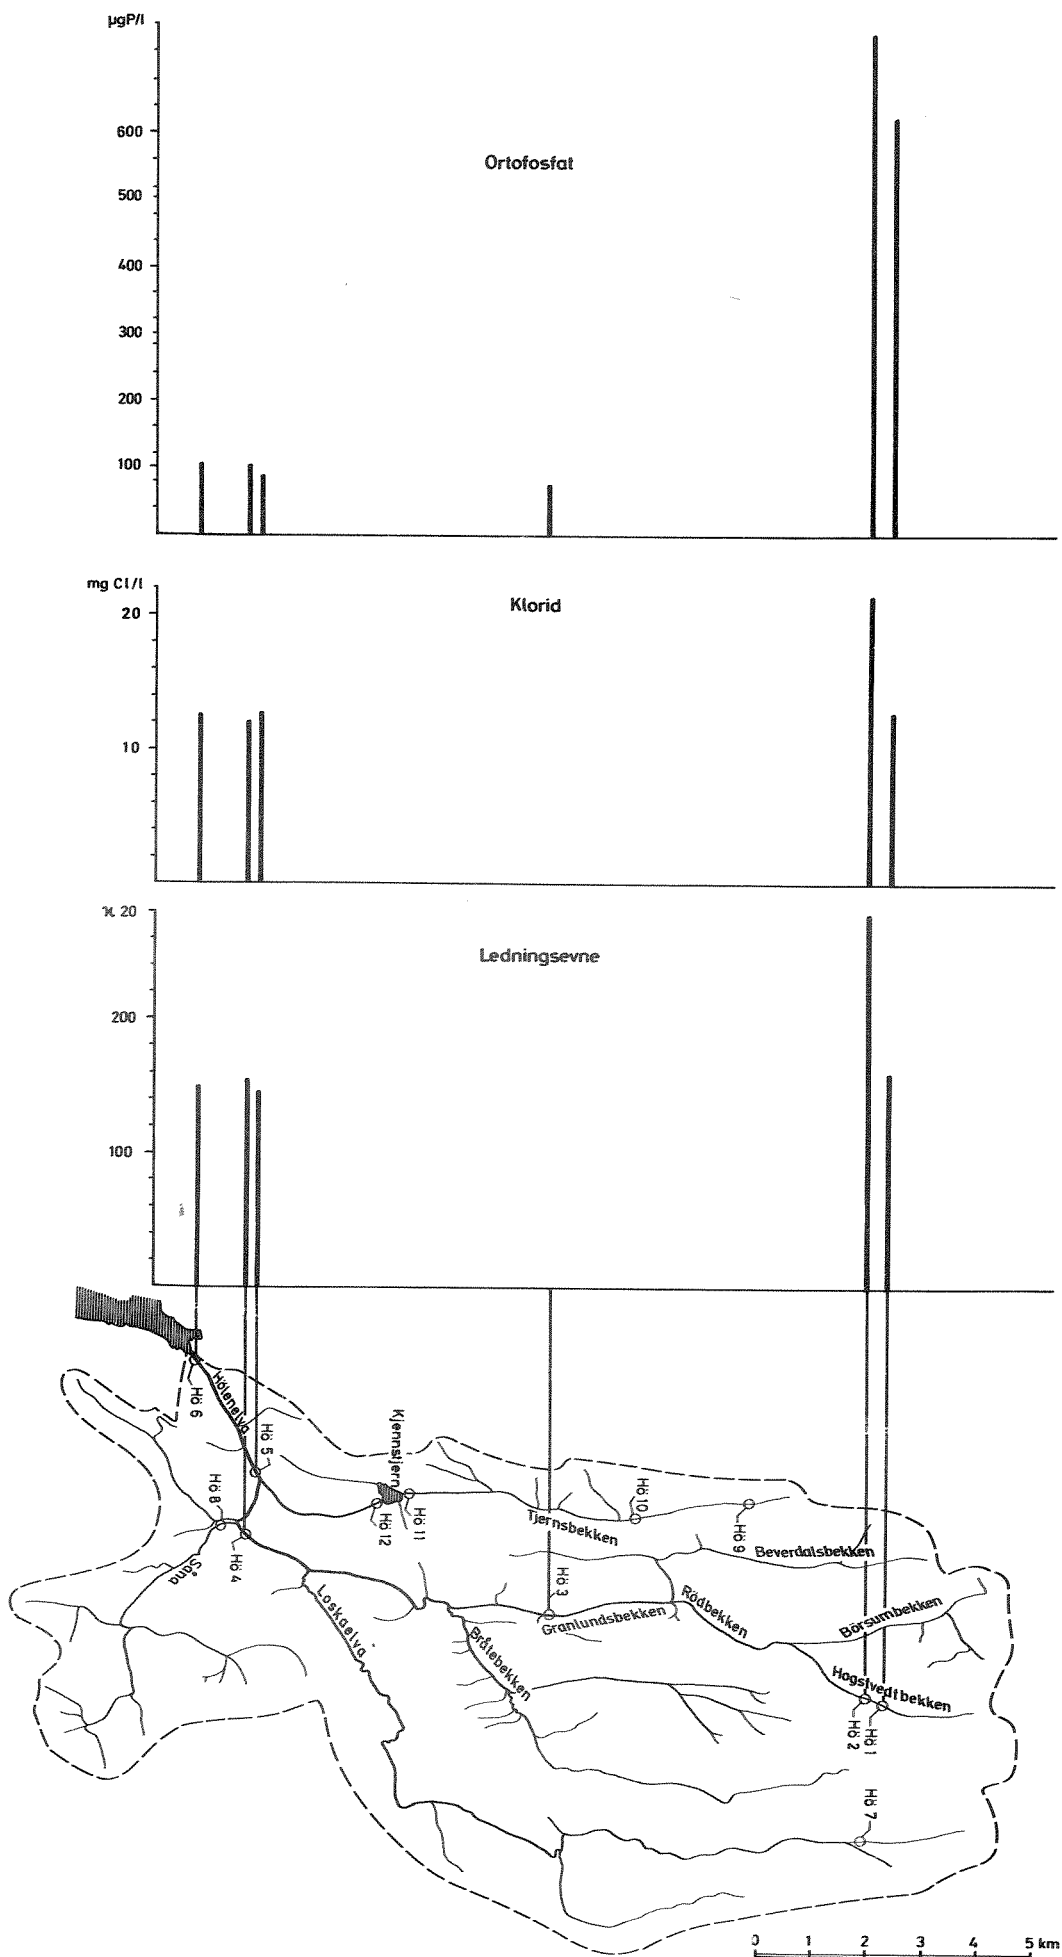 µgP/l
600
500
400
300
200
100
Ortofosfat
mg Cl/l
20
10
Klorid
ϰ 20
200
100
Ledningsevne
Hö 6
Hölenelva
Hö 5
Kjennstjern
Hö 11
Hö 12
Hö 8
Hö 4
Såna
Loskaelva
Tjernsbekken
Hö 10
Hö 9
Beverdalsbekken
Hö 3
Granlundsbekken
Rödbekken
Börsumbekken
Bråtebekken
Hogstvedtbekken
Hö 1
Hö 2
Hö 7
0 1 2 3 4 5 km